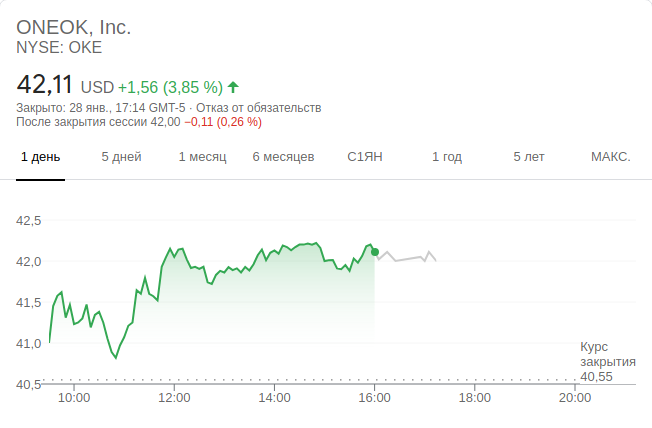 ONEOK, Inc.
NYSE: OKE
42,11 USD +1,56 (3,85 %)
Закрыто: 28 янв., 17:14 GMT-5 · Отказ от обязательств
После закрытия сессии 42,00 −0,11 (0,26 %)
1 день 5 дней 1 месяц 6 месяцев С1ЯН 1 год 5 лет МАКС.
42,5
42,0
41,5
41,0
Курс
закрытия
40,55
40,5
10:00 12:00 14:00 16:00 18:00 20:00